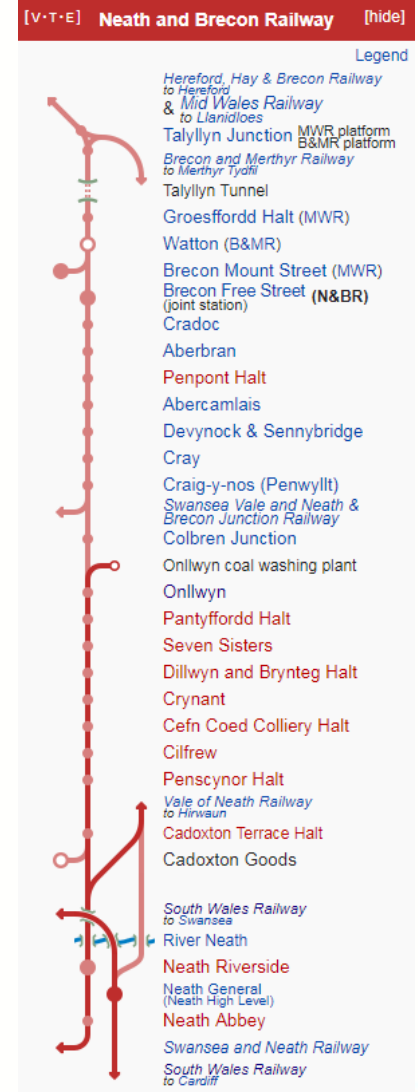 [V·T·E] Neath and Brecon Railway [hide]
Legend
Hereford, Hay & Brecon Railway
to Hereford
& Mid Wales Railway
to Llanidloes
Talyllyn Junction MWR platform
B&MR platform
Brecon and Merthyr Railway
to Merthyr Tydfil
Talyllyn Tunnel
Groesffordd Halt (MWR)
Watton (B&MR)
Brecon Mount Street (MWR)
Brecon Free Street (N&BR)
(joint station)
Cradoc
Aberbran
Penpont Halt
Abercamlais
Devynock & Sennybridge
Cray
Craig-y-nos (Penwyllt)
Swansea Vale and Neath &
Brecon Junction Railway
Colbren Junction
Onllwyn coal washing plant
Onllwyn
Pantyffordd Halt
Seven Sisters
Dillwyn and Brynteg Halt
Crynant
Cefn Coed Colliery Halt
Cilfrew
Penscynor Halt
Vale of Neath Railway
to Hirwaun
Cadoxton Terrace Halt
Cadoxton Goods
South Wales Railway
to Swansea
River Neath
Neath Riverside
Neath General
(Neath High Level)
Neath Abbey
Swansea and Neath Railway
South Wales Railway
to Cardiff